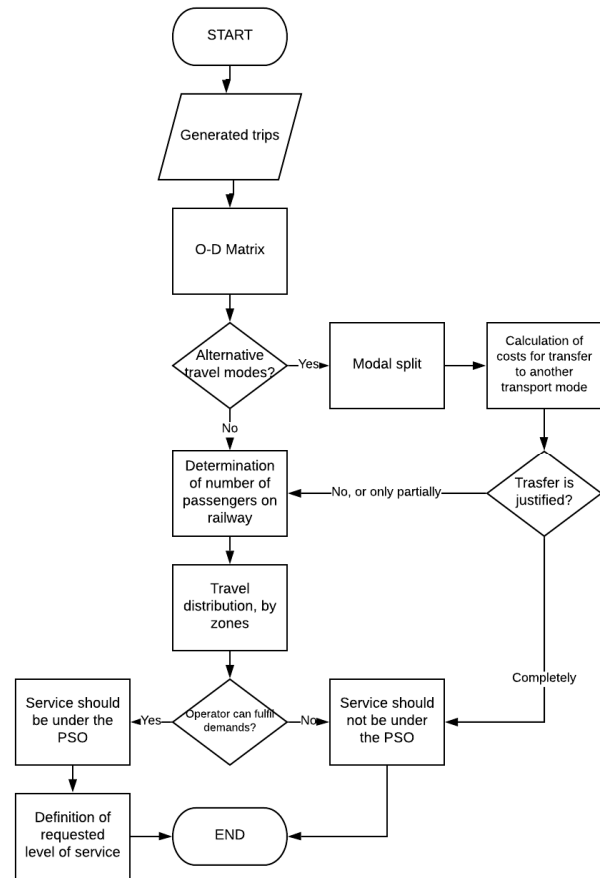 START
Generated trips
O-D Matrix
Alternative
travel modes?
Yes
Modal split
Calculation of
costs for transfer
to another
transport mode
No
Determination
of number of
passengers on
railway
No, or only partially
Trasfer is
justified?
Travel
distribution, by
zones
Completely
Service should
be under the
PSO
Yes
Operator can fulfil
demands?
No
Service should
not be under
the PSO
Definition of
requested
level of service
END